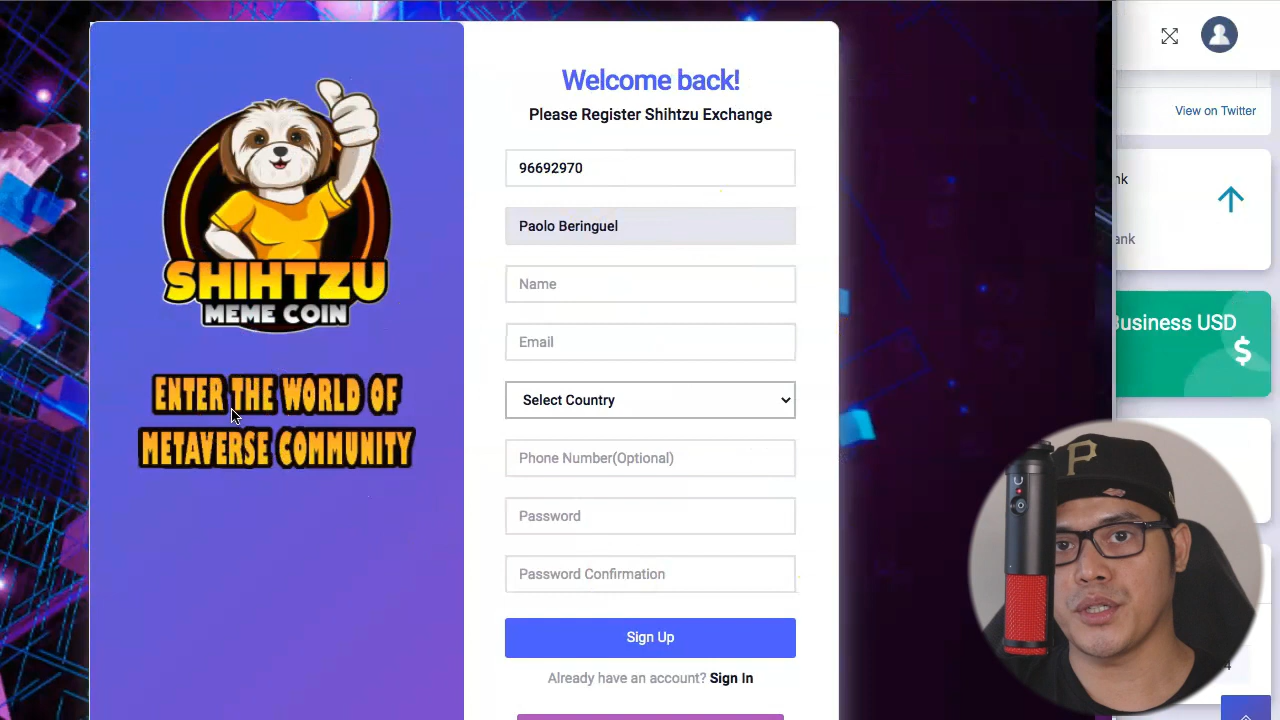 SHIHTZU
MEME COIN
ENTER THE WORLD OF
METAVERSE COMMUNITY
Welcome back!
Please Register Shihtzu Exchange
96692970
Paolo Beringuel
Name
Email
Select Country
Phone Number(Optional)
Password
Password Confirmation
Sign Up
Already have an account? Sign In
View on Twitter
ank
Business USD
$
P